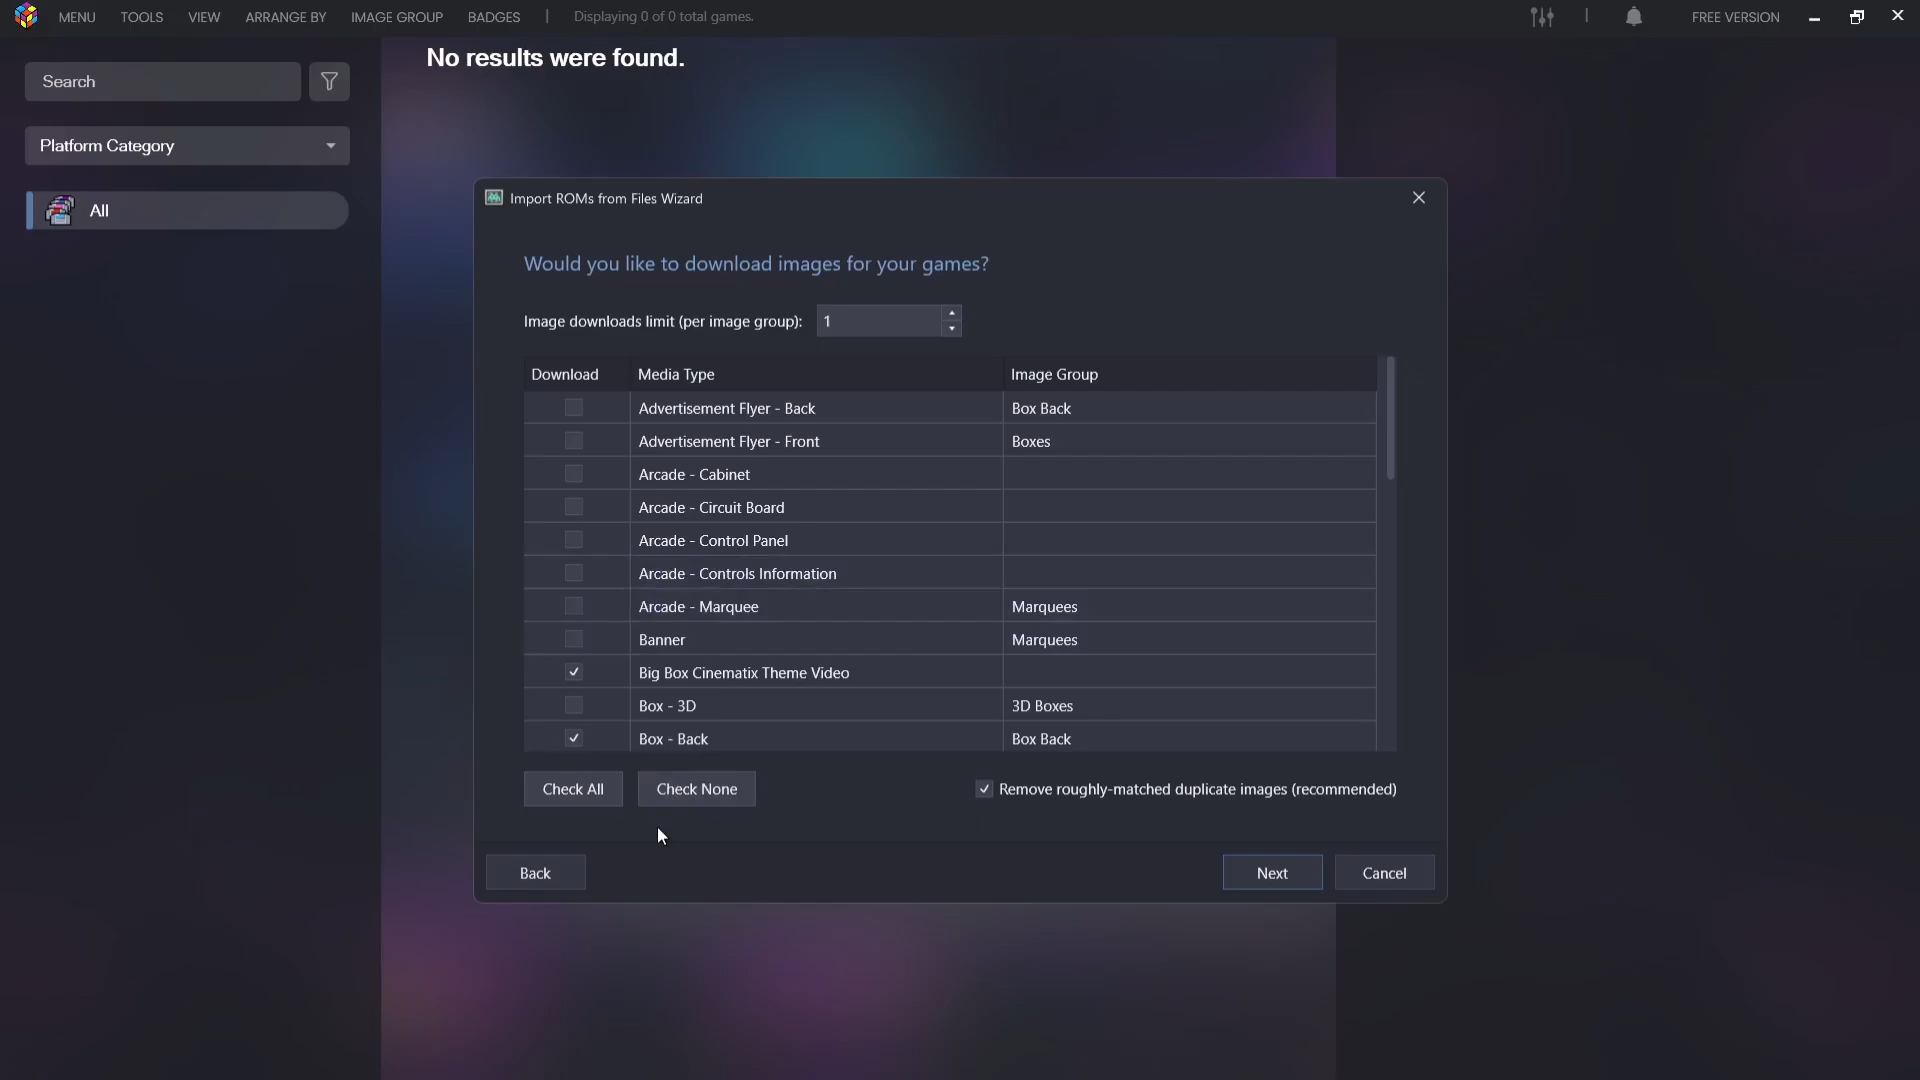 MENU TOOLS VIEW ARRANGE BY IMAGE GROUP BADGES | Displaying 0 of 0 total games. | FREE VERSION
Search
No results were found.
Platform Category
All
Import ROMs from Files Wizard
Would you like to download images for your games?
Image downloads limit (per image group): 1
Download Media Type Image Group
Advertisement Flyer - Back Box Back
Advertisement Flyer - Front Boxes
Arcade - Cabinet
Arcade - Circuit Board
Arcade - Control Panel
Arcade - Controls Information
Arcade - Marquee Marquees
Banner Marquees
Big Box Cinematix Theme Video
Box - 3D 3D Boxes
Box - Back Box Back
Check All Check None Remove roughly-matched duplicate images (recommended)
Back Next Cancel